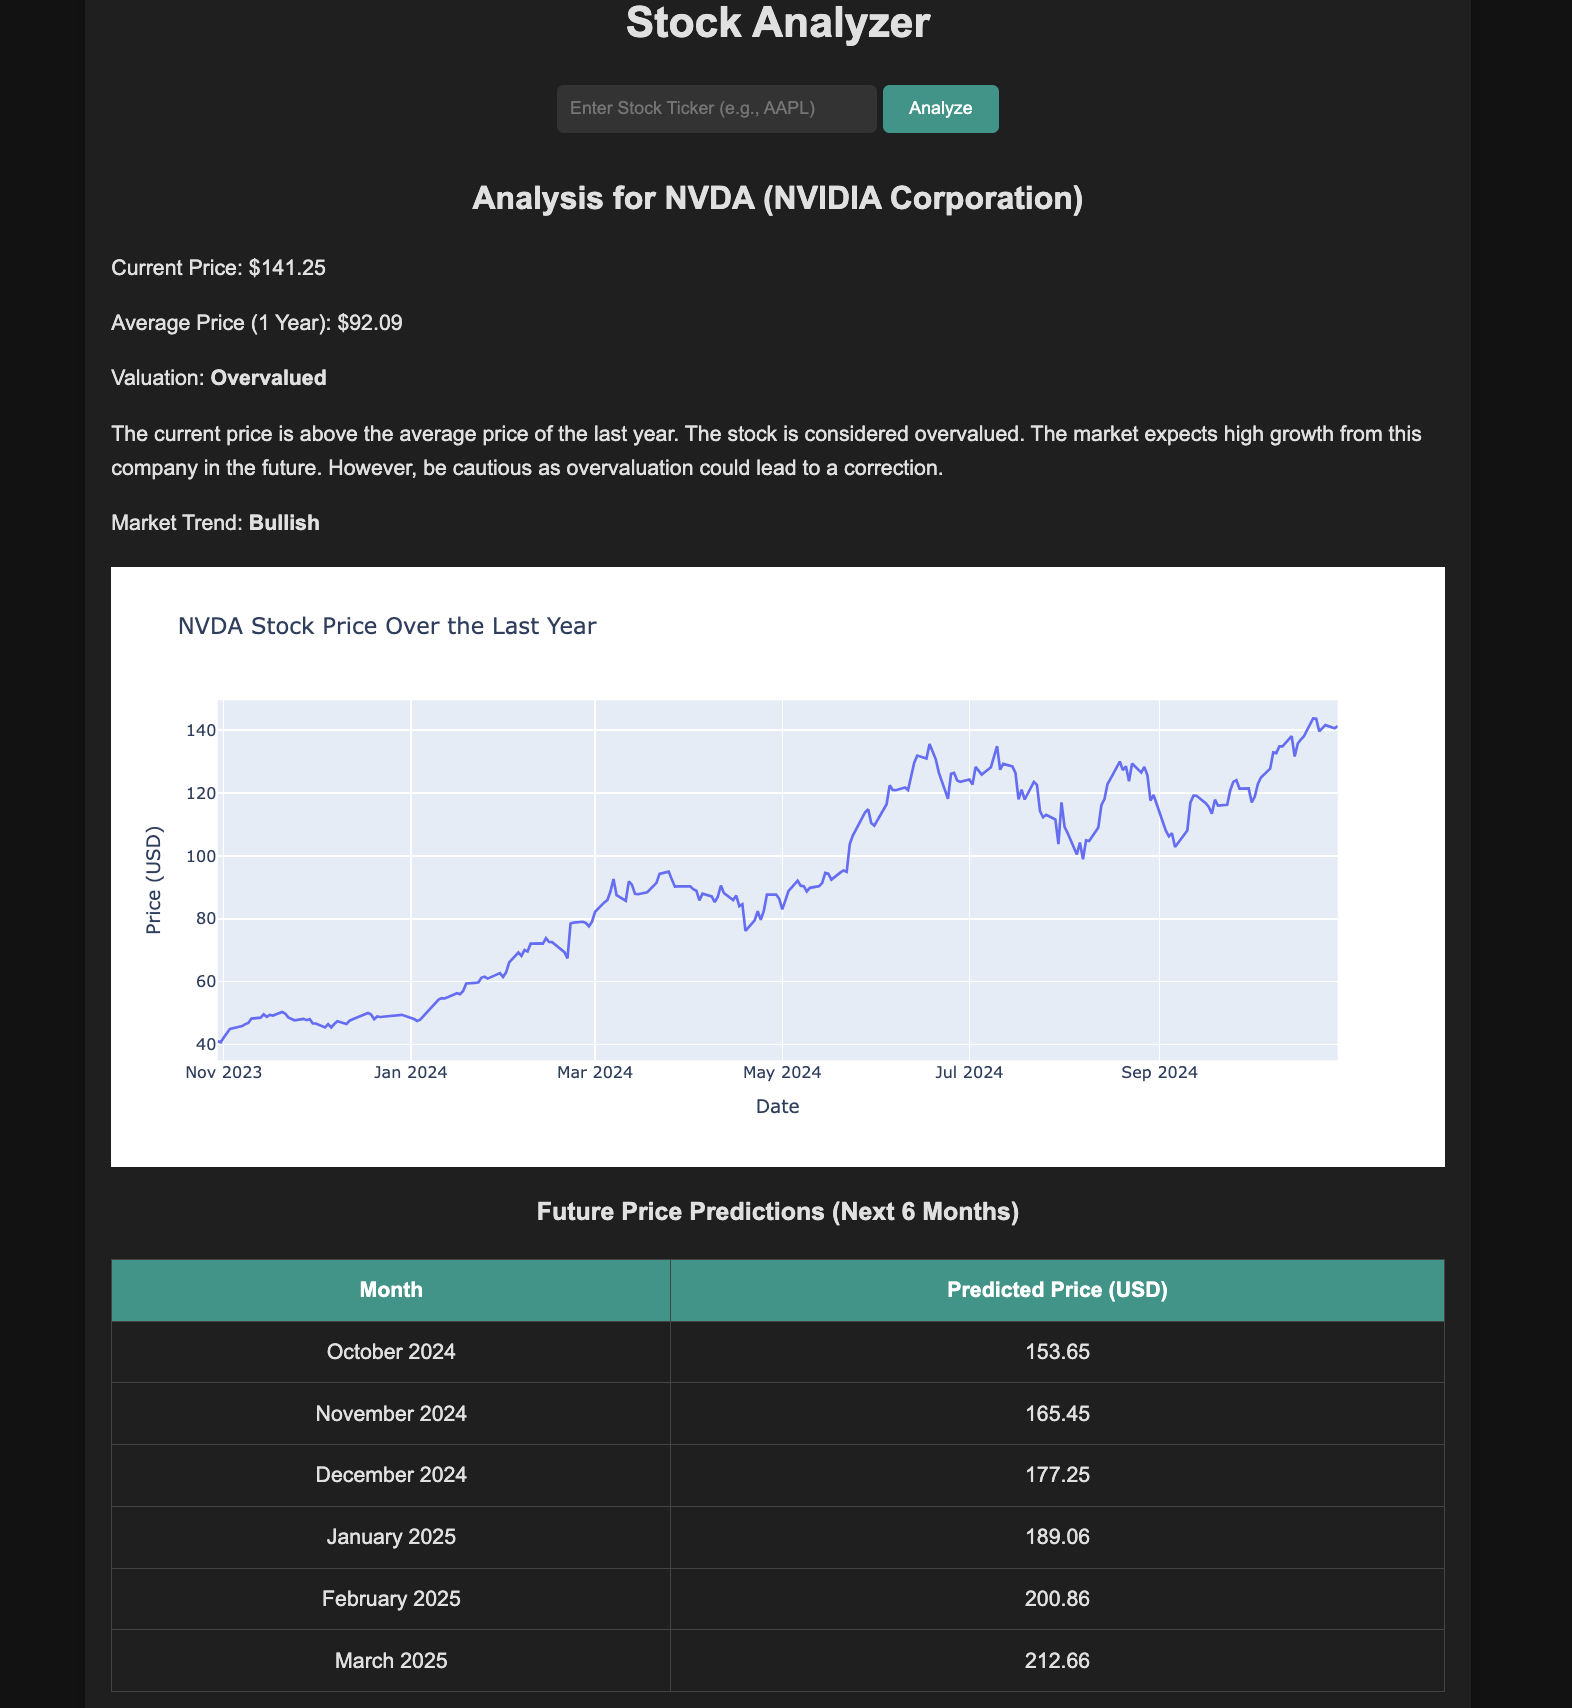 Stock Analyzer
Enter Stock Ticker (e.g., AAPL)
Analyze
Analysis for NVDA (NVIDIA Corporation)
Current Price: $141.25
Average Price (1 Year): $92.09
Valuation: Overvalued
The current price is above the average price of the last year. The stock is considered overvalued. The market expects high growth from this
company in the future. However, be cautious as overvaluation could lead to a correction.
Market Trend: Bullish
NVDA Stock Price Over the Last Year
Price (USD)
140
120
100
80
60
40
Nov 2023 Jan 2024 Mar 2024 May 2024 Jul 2024 Sep 2024
Date
Future Price Predictions (Next 6 Months)
Month Predicted Price (USD)
October 2024 153.65
November 2024 165.45
December 2024 177.25
January 2025 189.06
February 2025 200.86
March 2025 212.66